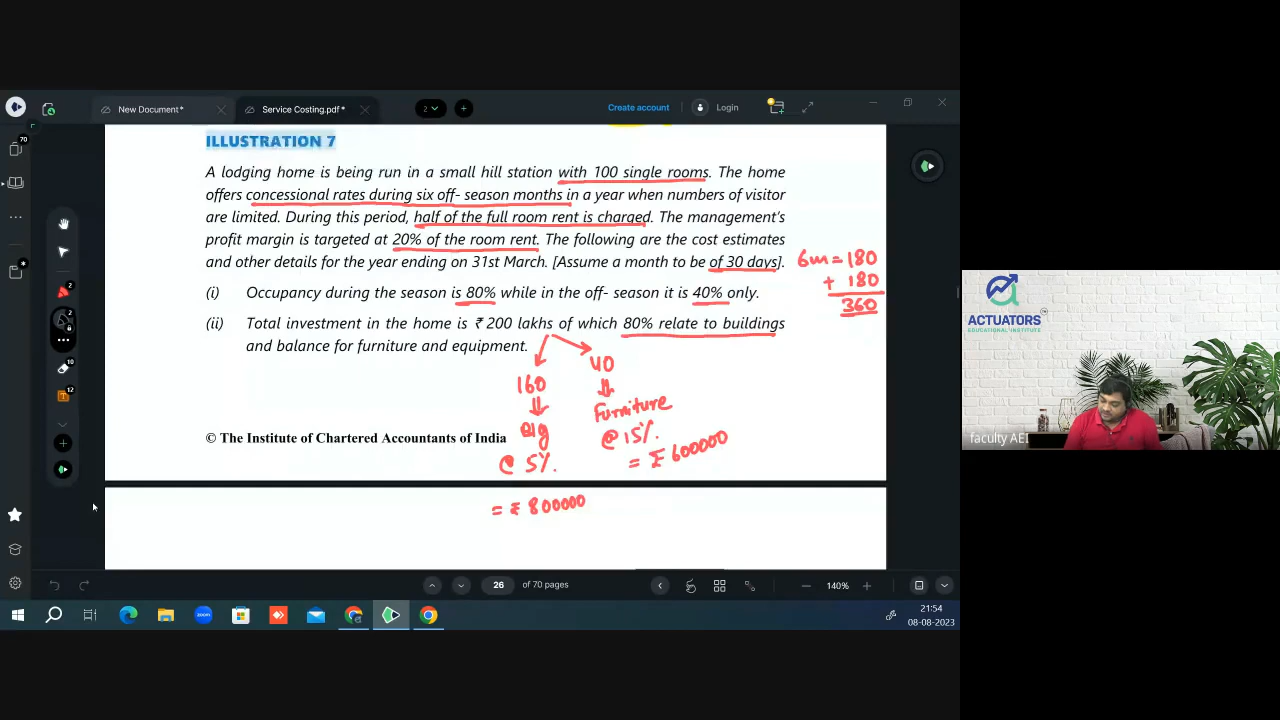 New Document*
Service Costing.pdf*
2
Create account
Login
70
ILLUSTRATION 7
A lodging home is being run in a small hill station with 100 single rooms. The home
offers concessional rates during six off- season months in a year when numbers of visitor
are limited. During this period, half of the full room rent is charged. The management's
profit margin is targeted at 20% of the room rent. The following are the cost estimates
and other details for the year ending on 31st March. [Assume a month to be of 30 days].
6m = 180
+ 180
360
(i) Occupancy during the season is 80% while in the off- season it is 40% only.
(ii) Total investment in the home is ₹ 200 lakhs of which 80% relate to buildings
and balance for furniture and equipment.
160
Blg
@ 5%.
= ₹ 800000
40
Furniture
@ 15%.
= ₹ 600000
© The Institute of Chartered Accountants of India
2
2
10
12
ACTUATORS
EDUCATIONAL INSTITUTE
faculty AEI
26 of 70 pages
140%
zoom
21:54
08-08-2023